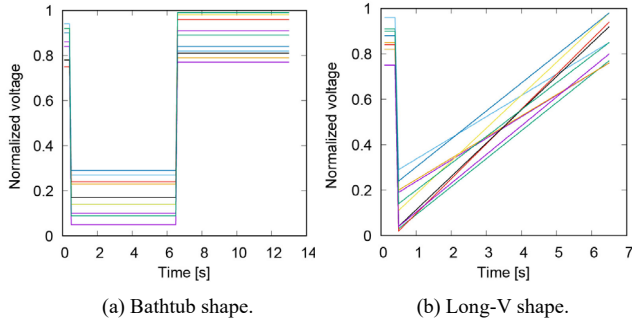 (a)
(b)
1
0.8
0.6
0.4
0.2
0
Normalized voltage
0 2 4 6 8 10 12 14
Time [s]
1
0.8
0.6
0.4
0.2
0
Normalized voltage
0 1 2 3 4 5 6 7
Time [s]
(a) Bathtub shape.
(b) Long-V shape.